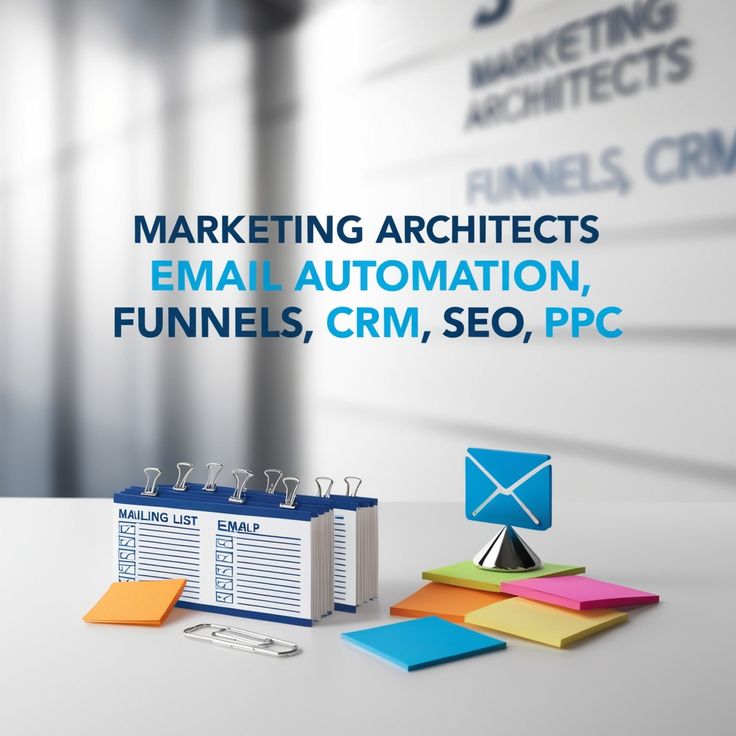 MARKETING
ARCHITECTS
FUNNELS, CRM
MARKETING ARCHITECTS
EMAIL AUTOMATION,
FUNNELS, CRM, SEO, PPC
MAILING LIST
EMALP